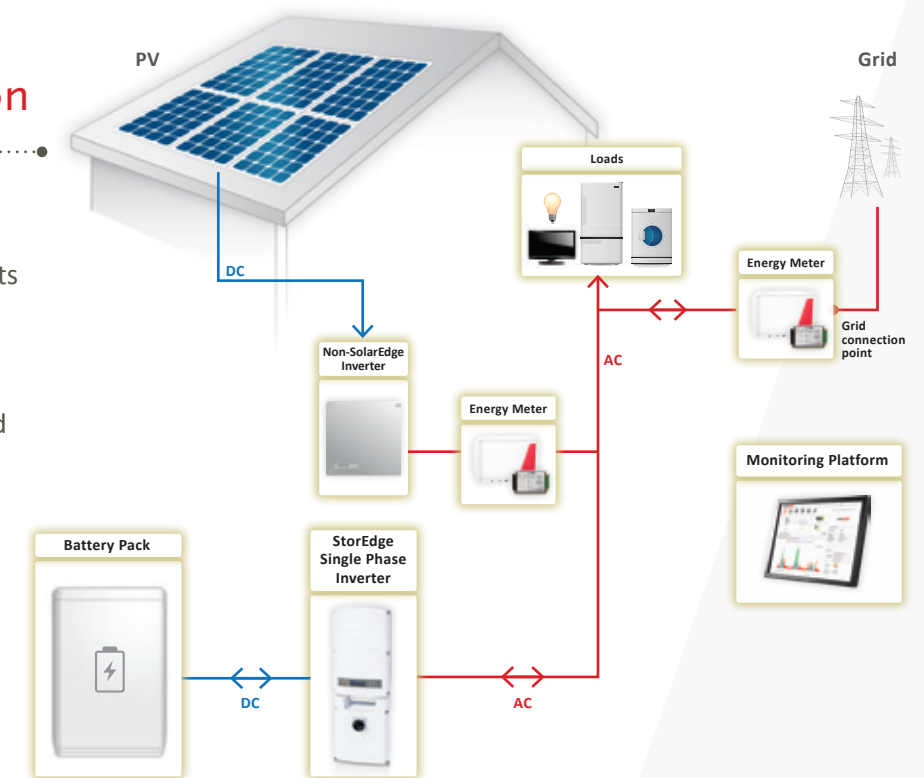 PV
Grid
on
Loads
ts
DC
Energy Meter
Grid
connection
point
Non-SolarEdge
Inverter
AC
d
Energy Meter
Monitoring Platform
Battery Pack
StorEdge
Single Phase
Inverter
DC
AC